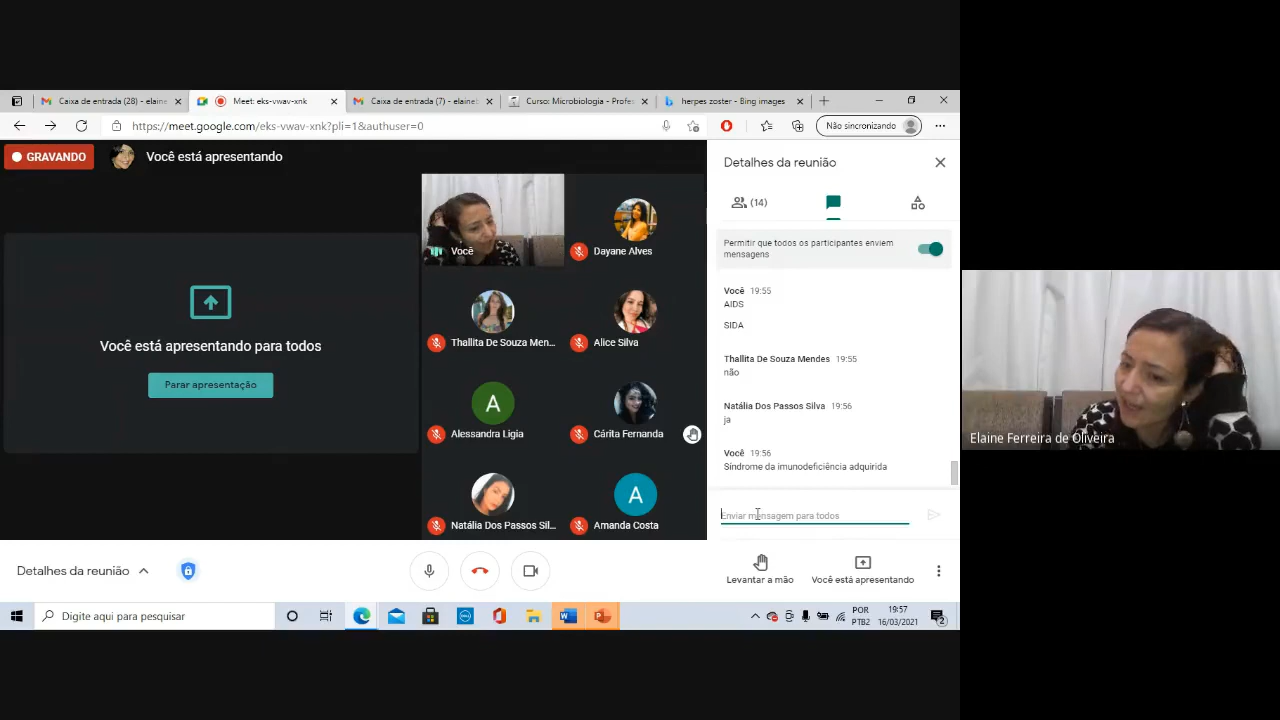 Caixa de entrada (28) - elaine
Meet: eks-vwav-xnk
Caixa de entrada (7) - elainel
Curso: Microbiologia - Profes
herpes zoster - Bing images
https://meet.google.com/eks-vwav-xnk?pli=1&authuser=0
Não sincronizando
GRAVANDO
Você está apresentando
Você está apresentando para todos
Parar apresentação
Você
Dayane Alves
Thallita De Souza Men...
Alice Silva
A
Alessandra Ligia
Cárita Fernanda
Natália Dos Passos Sil...
A
Amanda Costa
Detalhes da reunião
(14)
Permitir que todos os participantes enviem
mensagens
Você 19:55
AIDS
SIDA
Thallita De Souza Mendes 19:55
não
Natália Dos Passos Silva 19:56
ja
Você 19:56
Síndrome da imunodeficiência adquirida
Enviar mensagem para todos
Elaine Ferreira de Oliveira
Detalhes da reunião
Levantar a mão
Você está apresentando
Digite aqui para pesquisar
POR
PTB2
19:57
16/03/2021
2